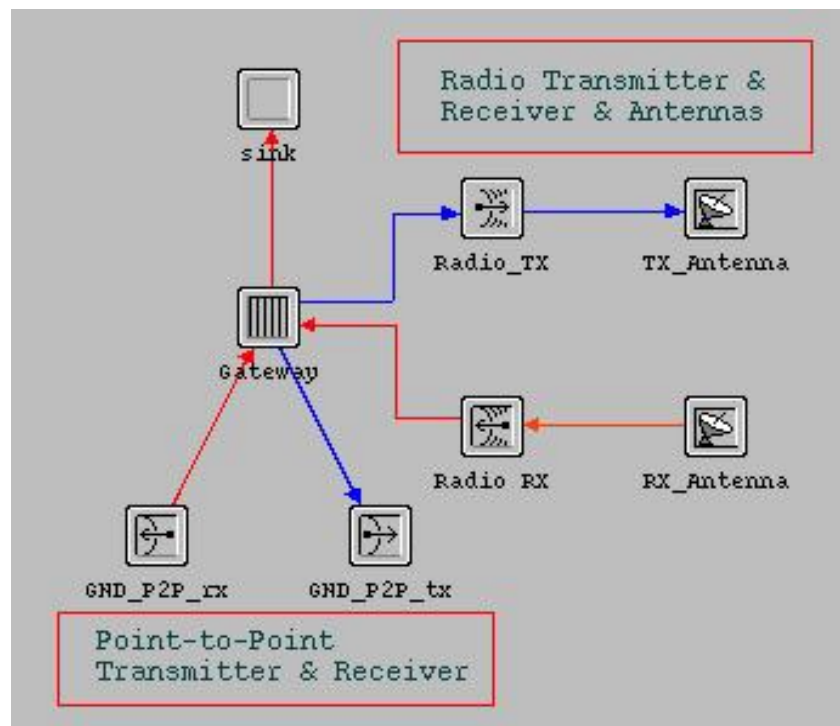 Radio Transmitter &
Receiver & Antennas
sink
Radio_TX
TX_Antenna
Gateway
Radio RX
RX_Antenna
GND_P2P_rx
GND_P2P_tx
Point-to-Point
Transmitter & Receiver